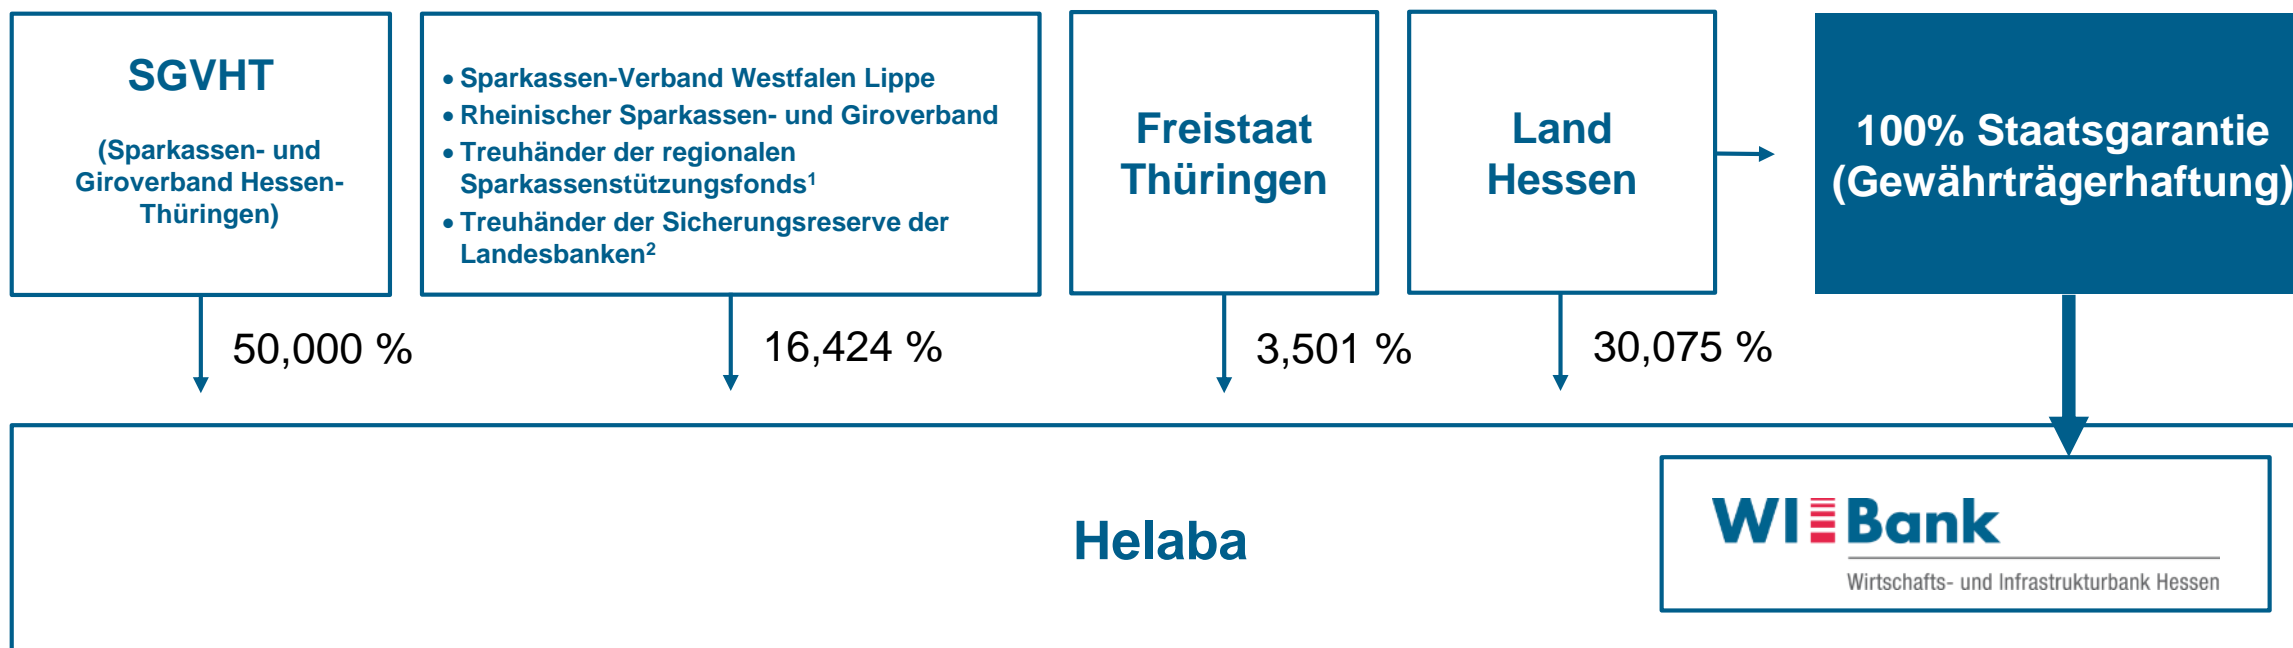 SGVHT
(Sparkassen- und
Giroverband Hessen-
Thüringen)
• Sparkassen-Verband Westfalen Lippe
• Rheinischer Sparkassen- und Giroverband
• Treuhänder der regionalen
Sparkassenstützungsfonds¹
• Treuhänder der Sicherungsreserve der
Landesbanken²
Freistaat
Thüringen
Land
Hessen
100% Staatsgarantie
(Gewährträgerhaftung)
50,000 %
16,424 %
3,501 %
30,075 %
Helaba
WIBank
Wirtschafts- und Infrastrukturbank Hessen